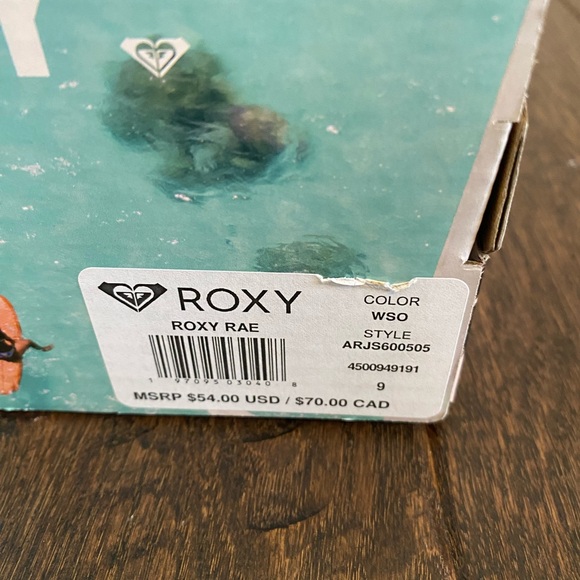 Y
ROXY
ROXY RAE
1 97095 03040 8
MSRP $54.00 USD / $70.00 CAD
COLOR
WSO
STYLE
ARJS600505
4500949191
9